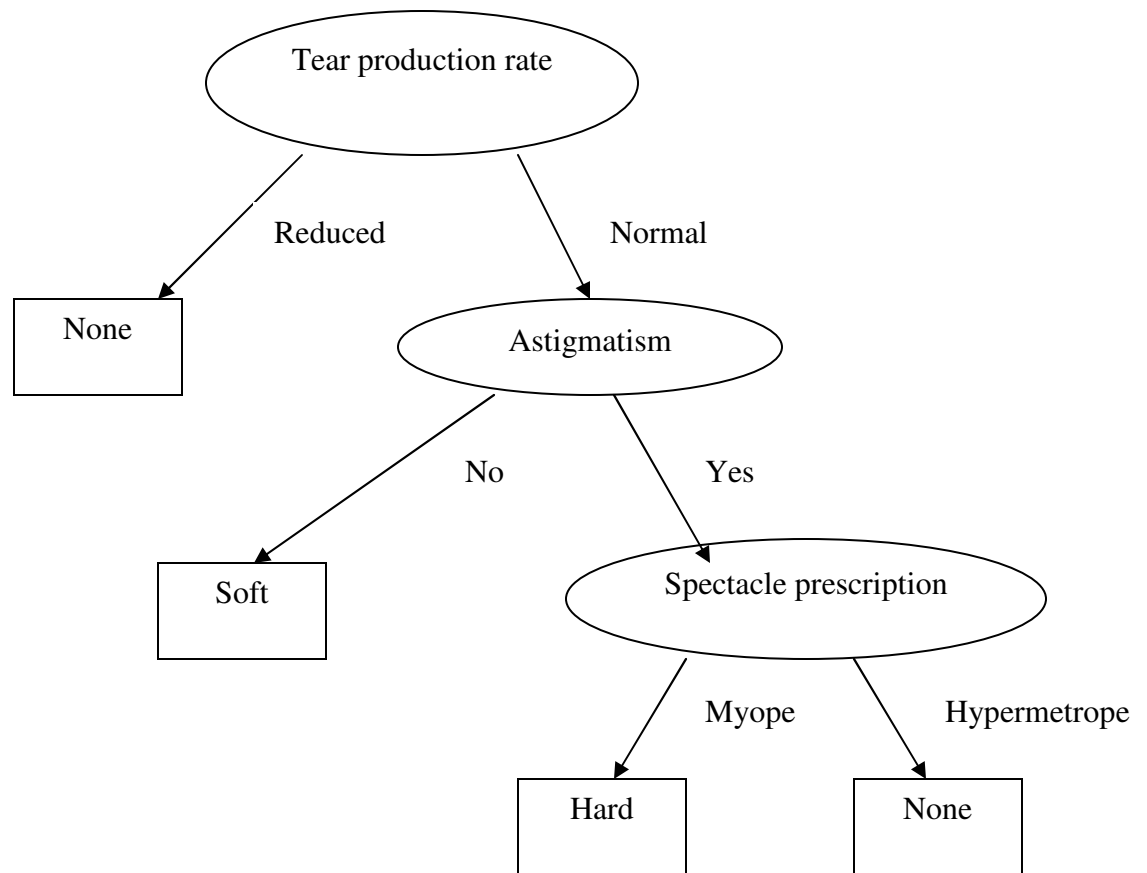 Tear production rate
Reduced
Normal
None
Astigmatism
No
Yes
Soft
Spectacle prescription
Myope
Hypermetrope
Hard
None